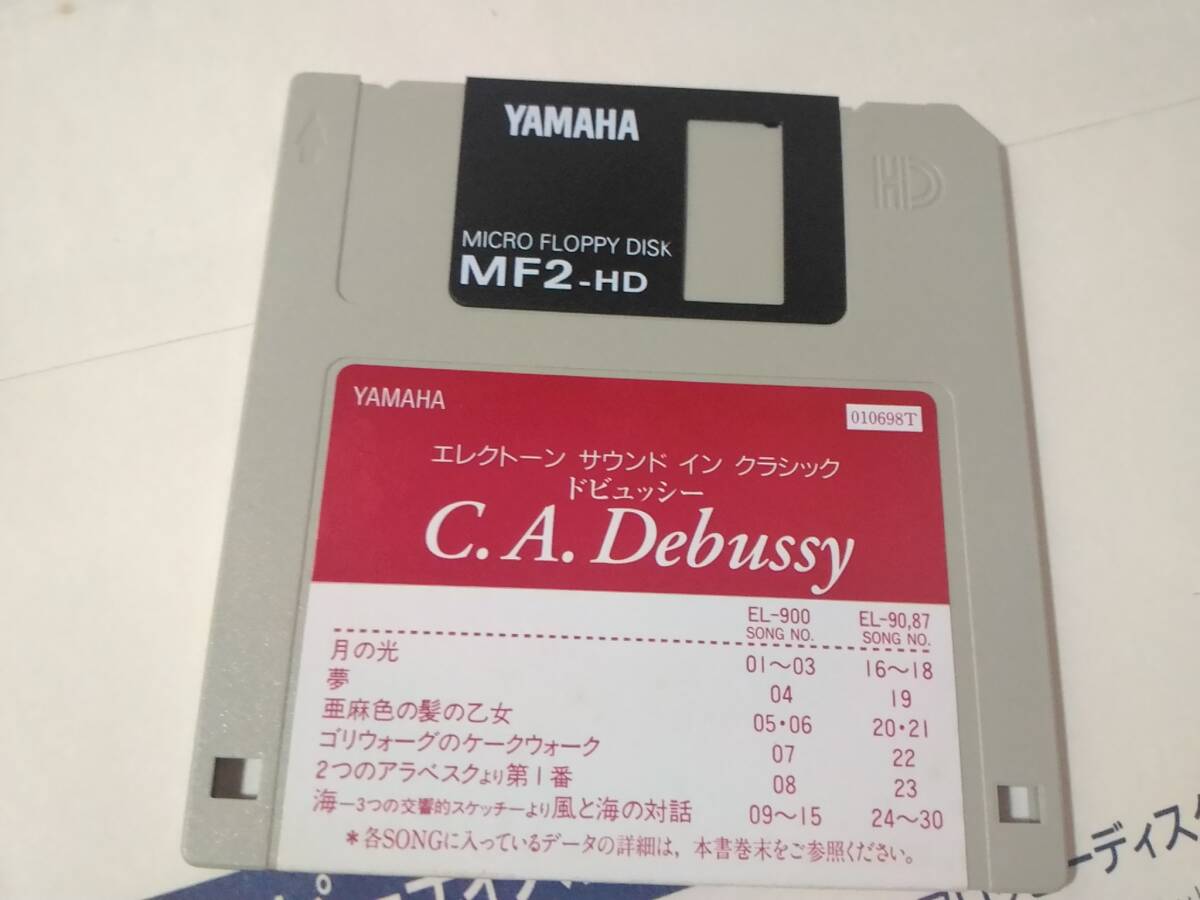 YAMAHA
HD
MICRO FLOPPY DISK
MF2-HD
YAMAHA
010698T
エレクトーン サウンド イン クラシック
ドビュッシー
C. A. Debussy
EL-900 EL-90,87
SONG NO. SONG NO.
月の光 01〜03 16〜18
夢 04 19
亜麻色の髪の乙女 05・06 20・21
ゴリウォーグのケークウォーク 07 22
2つのアラベスクより第1番 08 23
海ー3つの交響的スケッチーより風と海の対話 09〜15 24〜30
*各SONGに入っているデータの詳細は、本書巻末をご参照ください。
ーディスク